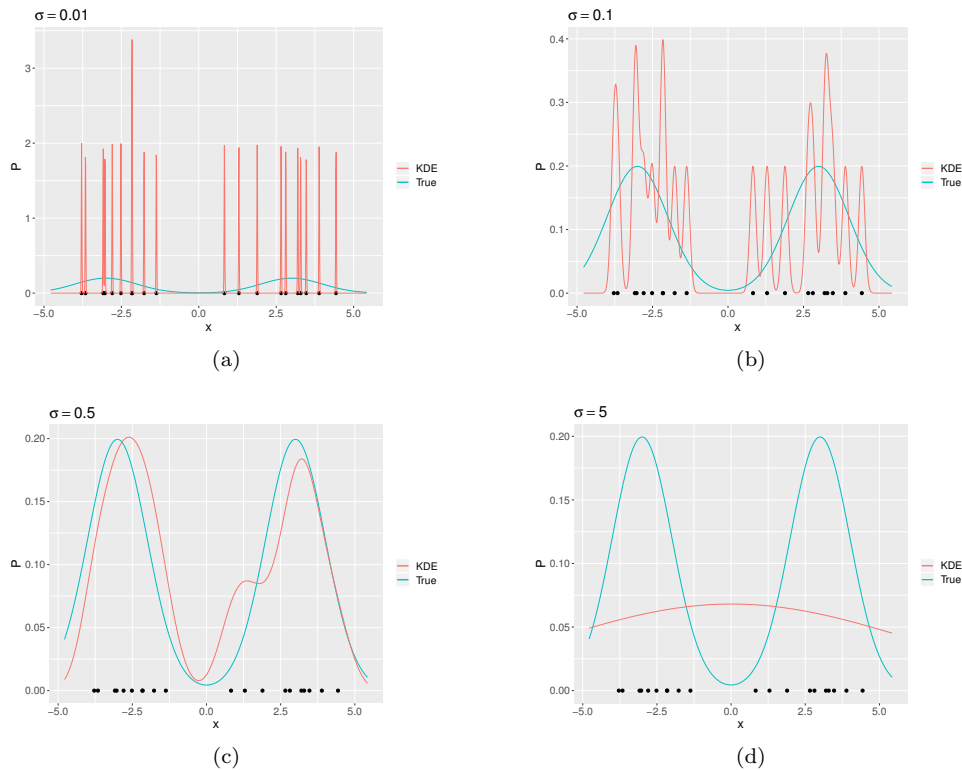 σ = 0.01
3
2
1
0
P
−5.0
−2.5
0.0
2.5
5.0
x
KDE
True
(a)
σ = 0.1
0.4
0.3
0.2
0.1
0.0
P
−5.0
−2.5
0.0
2.5
5.0
x
KDE
True
(b)
σ = 0.5
0.20
0.15
0.10
0.05
0.00
P
−5.0
−2.5
0.0
2.5
5.0
x
KDE
True
(c)
σ = 5
0.20
0.15
0.10
0.05
0.00
P
−5.0
−2.5
0.0
2.5
5.0
x
KDE
True
(d)